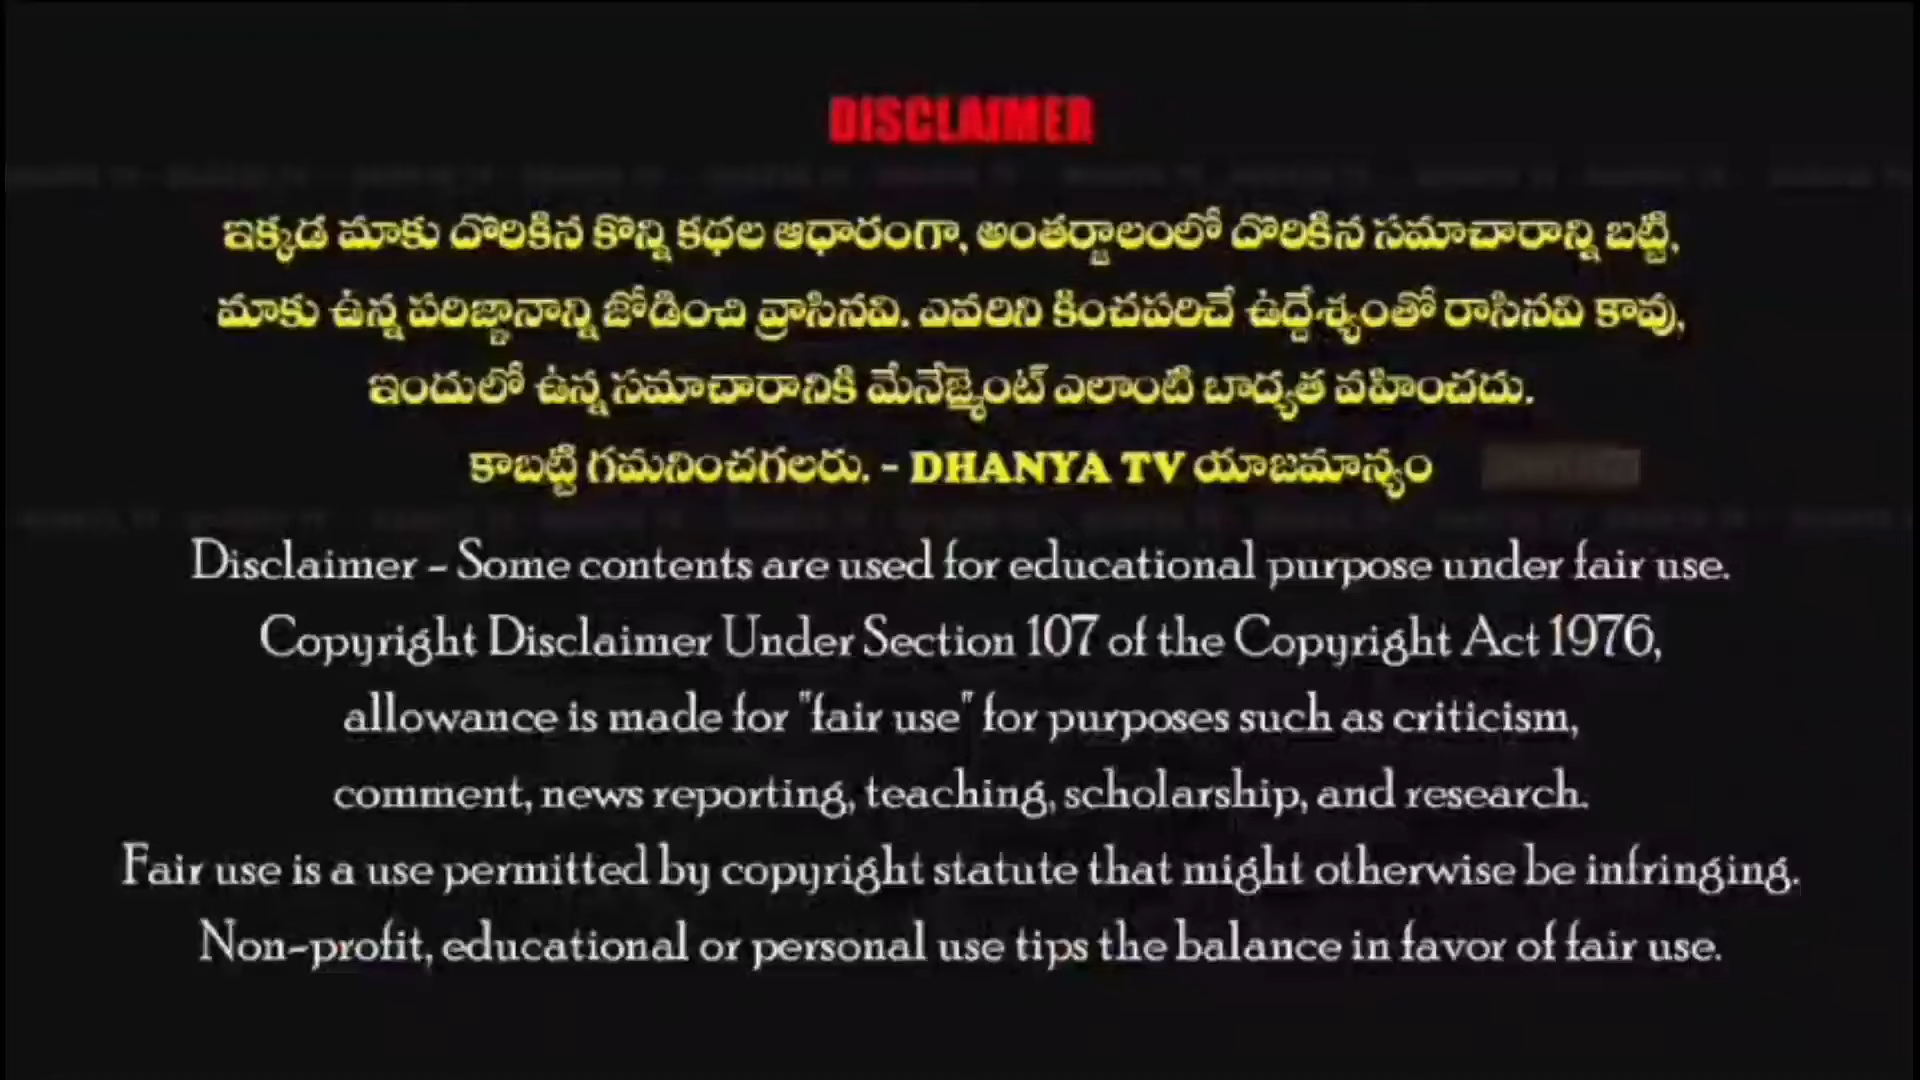 DISCLAIMER
ఇక్కడ మాకు దొరికిన కొన్ని కథల ఆధారంగా, అంతర్జాలంలో దొరికిన సమాచారాన్ని బట్టి,
మాకు ఉన్న పరిజ్ఞానాన్ని జోడించి వ్రాసినవి. ఎవరిని కించపరిచే ఉద్దేశ్యంతో రాసినవి కావు,
ఇందులో ఉన్న సమాచారానికి మేనేజ్మెంట్ ఎలాంటి బాద్యత వహించదు.
కాబట్టి గమనించగలరు. - DHANYA TV యాజమాన్యం
Disclaimer - Some contents are used for educational purpose under fair use.
Copyright Disclaimer Under Section 107 of the Copyright Act 1976,
allowance is made for "fair use" for purposes such as criticism,
comment, news reporting, teaching, scholarship, and research.
Fair use is a use permitted by copyright statute that might otherwise be infringing.
Non-profit, educational or personal use tips the balance in favor of fair use.